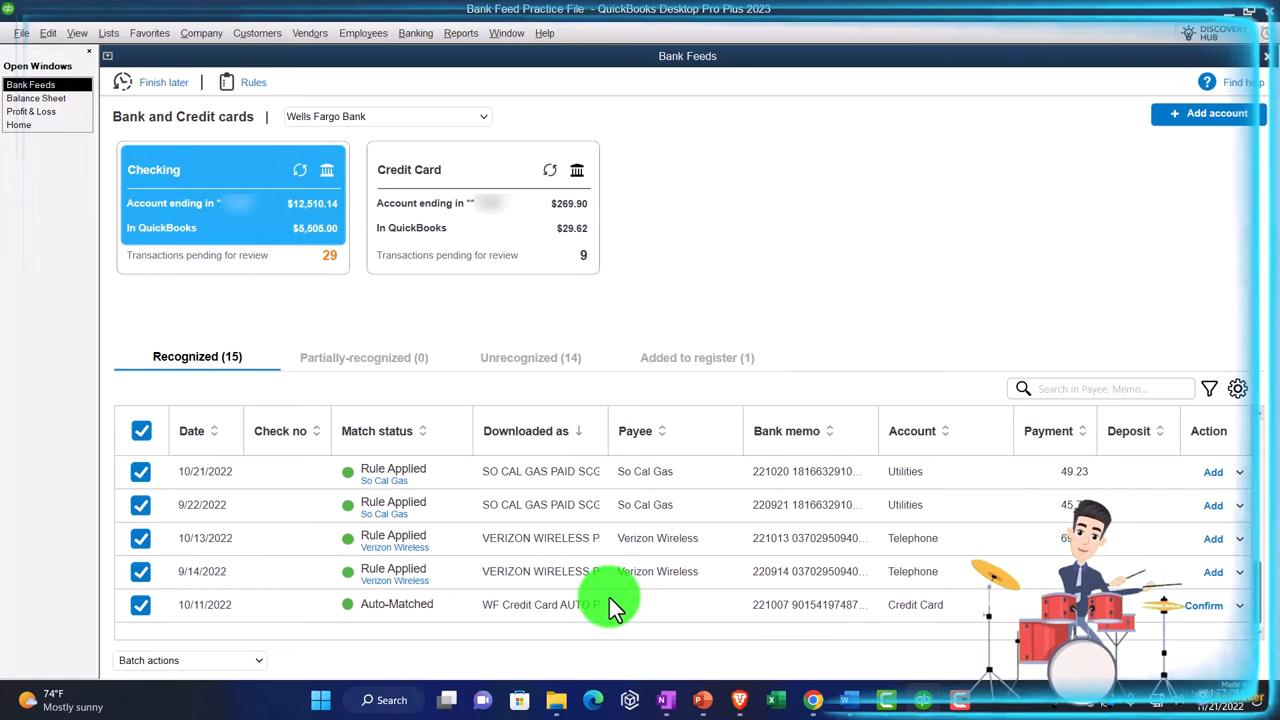 Bank Feed Practice File - QuickBooks Desktop Pro Plus 2023
File Edit View Lists Favorites Company Customers Vendors Employees Banking Reports Window Help
DISCOVERY HUB
Open Windows
Bank Feeds
Balance Sheet
Profit & Loss
Home
Bank Feeds
Finish later | Rules
Find help
Bank and Credit cards | Wells Fargo Bank
+ Add account
Checking
Account ending in * $12,510.14
In QuickBooks $5,505.00
Transactions pending for review 29
Credit Card
Account ending in ** $269.90
In QuickBooks $29.62
Transactions pending for review 9
Recognized (15) Partially-recognized (0) Unrecognized (14) Added to register (1)
Search in Payee, Memo...
Date Check no Match status Downloaded as Payee Bank memo Account Payment Deposit Action
10/21/2022 Rule Applied SO CAL GAS PAID SCG So Cal Gas 221020 1816632910... Utilities 49.23 Add
So Cal Gas
9/22/2022 Rule Applied SO CAL GAS PAID SCG So Cal Gas 220921 1816632910... Utilities Add
So Cal Gas
10/13/2022 Rule Applied VERIZON WIRELESS P Verizon Wireless 221013 03702950940... Telephone Add
Verizon Wireless
9/14/2022 Rule Applied VERIZON WIRELESS P Verizon Wireless 220914 03702950940... Telephone Add
Verizon Wireless
10/11/2022 Auto-Matched WF Credit Card AUTO P 221007 90154197487... Credit Card Confirm
Batch actions
74°F
Mostly sunny
Search
11/21/2022